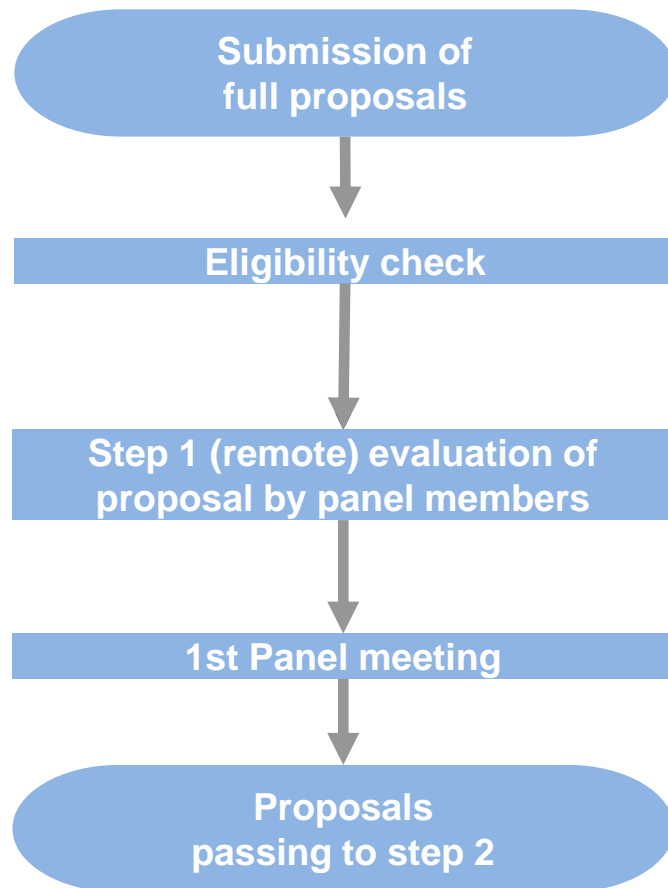 Submission of
full proposals
Eligibility check
Step 1 (remote) evaluation of
proposal by panel members
1st Panel meeting
Proposals
passing to step 2